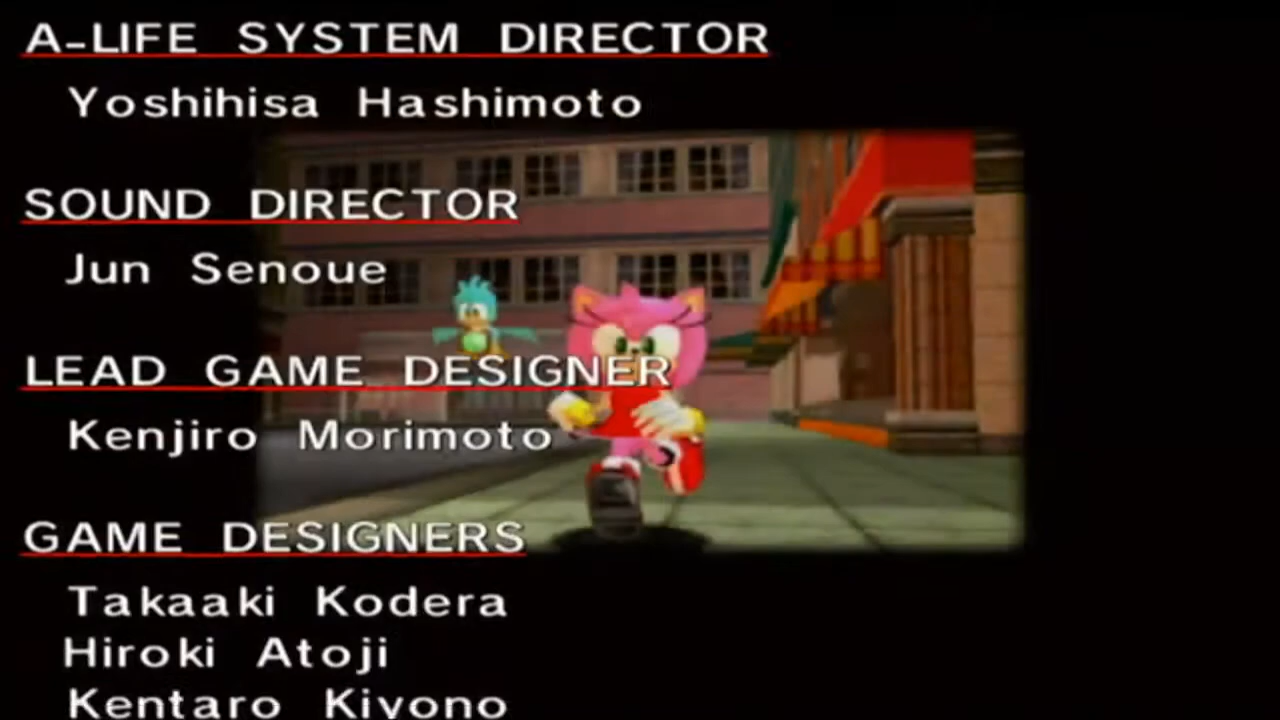 A-LIFE SYSTEM DIRECTOR
Yoshihisa Hashimoto
SOUND DIRECTOR
Jun Senoue
LEAD GAME DESIGNER
Kenjiro Morimoto
GAME DESIGNERS
Takaaki Kodera
Hiroki Atoji
Kentaro Kiyono